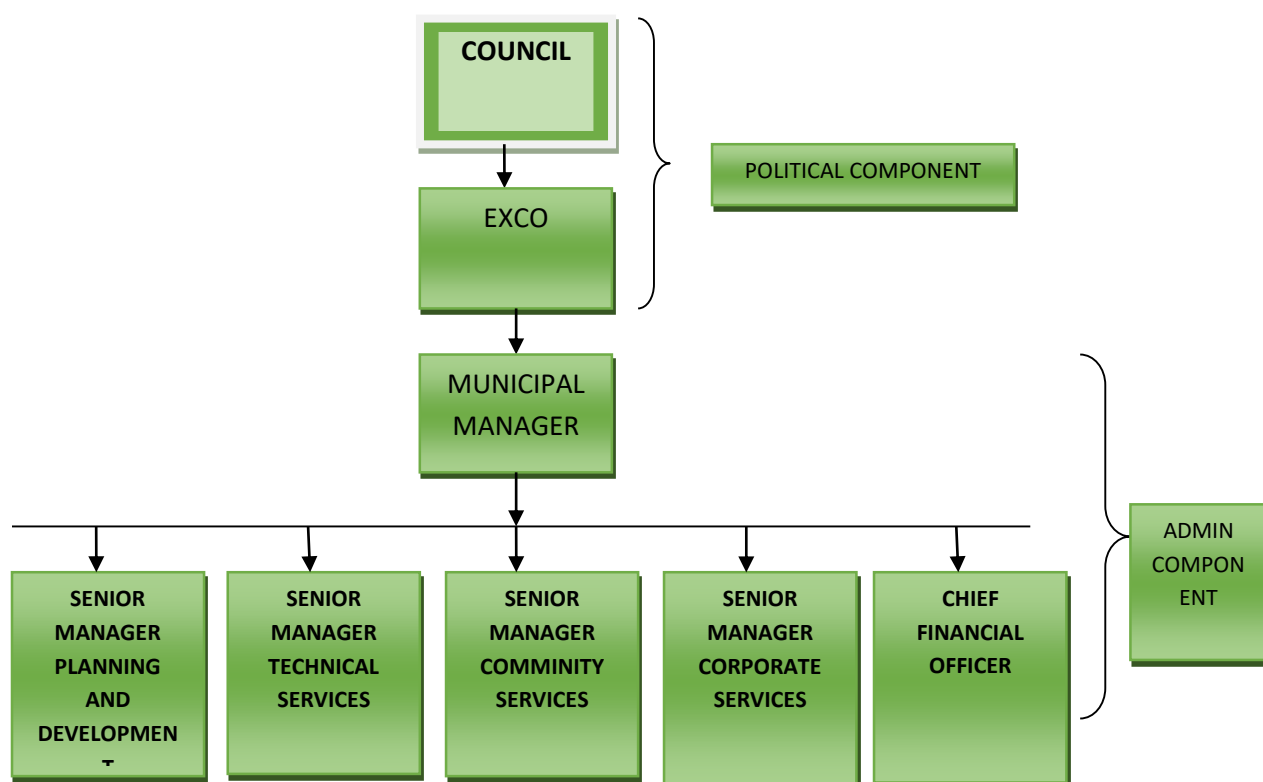 COUNCIL
POLITICAL COMPONENT
EXCO
MUNICIPAL
MANAGER
ADMIN
COMPON
ENT
SENIOR
MANAGER
PLANNING
AND
DEVELOPMEN
T
SENIOR
MANAGER
TECHNICAL
SERVICES
SENIOR
MANAGER
COMMINITY
SERVICES
SENIOR
MANAGER
CORPORATE
SERVICES
CHIEF
FINANCIAL
OFFICER